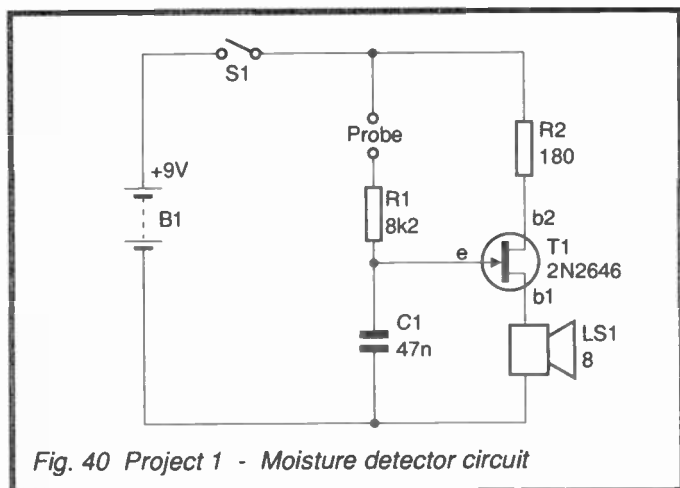 S1
Probe
+9V
B1
R1
8k2
R2
180
b2
e
T1
2N2646
b1
C1
47n
LS1
8
Fig. 40 Project 1 - Moisture detector circuit